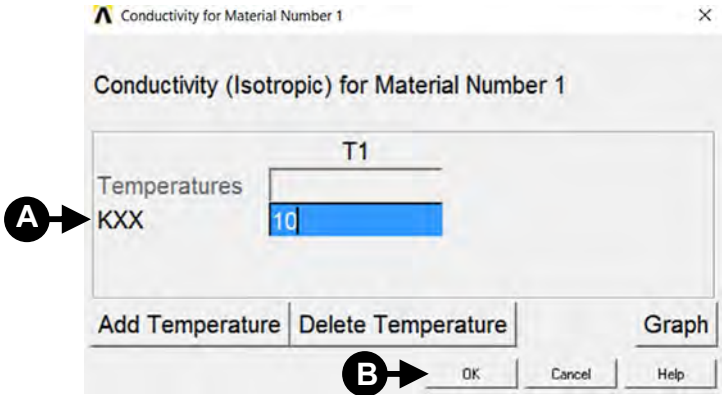 Conductivity for Material Number 1
Conductivity (Isotropic) for Material Number 1
T1
Temperatures
A KXX 10
Add Temperature Delete Temperature Graph
B OK Cancel Help